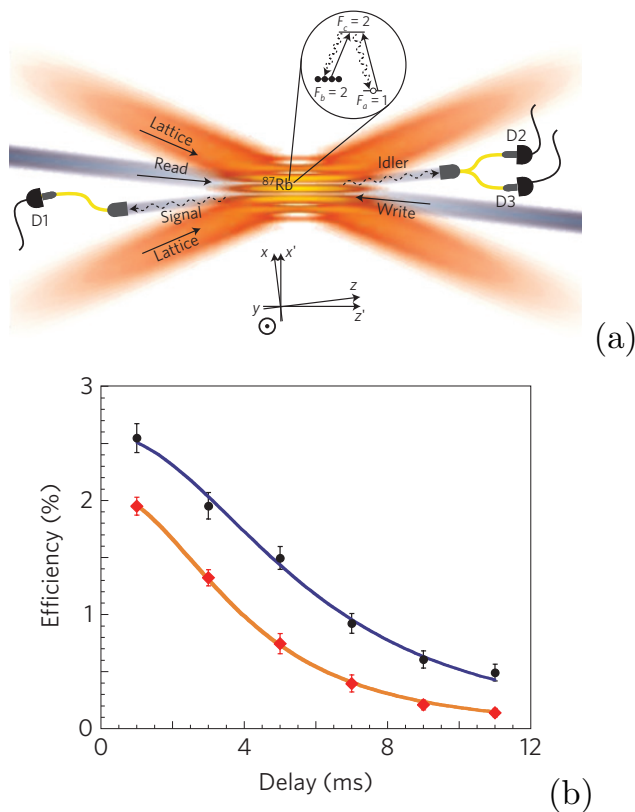 F_c = 2
F_b = 2
F_a = 1
Lattice
Read
⁸⁷Rb
Idler
D2
D3
D1
Signal
Write
Lattice
x
x'
y
z
z'
(a)
3
2
1
0
Efficiency (%)
0
4
8
12
Delay (ms)
(b)